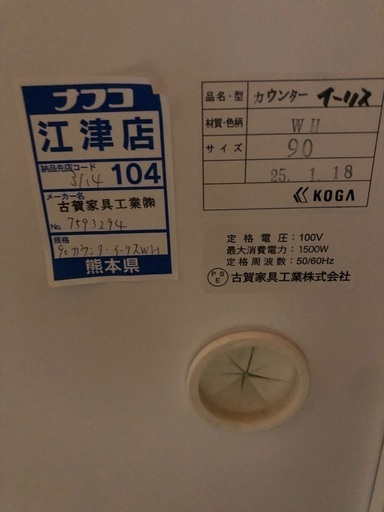 ナフコ
江津店
納品先店コード
3/14 104
メーカー名
古賀家具工業㈱
No. 7593294
規格
90カウンターイーリスWH
熊本県
品名・型 カウンター イーリス
材質・色柄 WH
サイズ 90
25. 1. 18
KOGA
定格電圧:100V
最大消費電力:1500W
定格周波数:50/60Hz
PSE 古賀家具工業株式会社